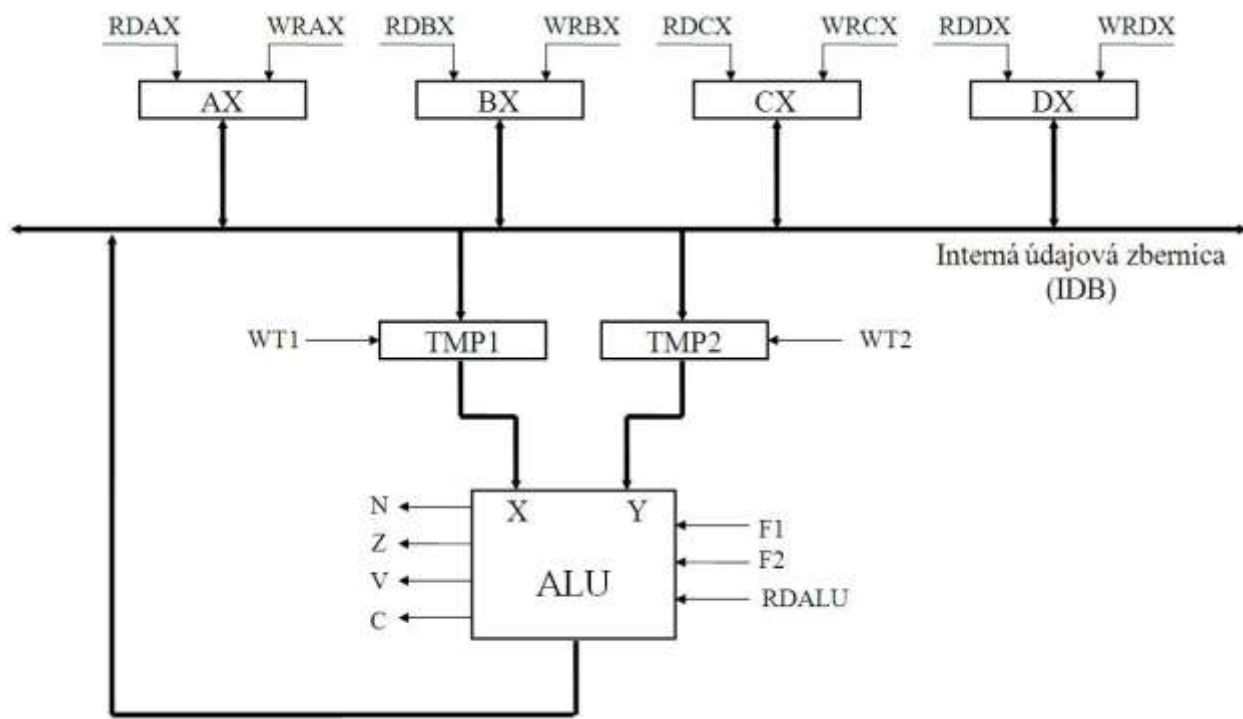 RDAX WRAX RDBX WRBX RDCX WRCX RDDX WRDX
AX BX CX DX
Interná údajová zbernica
(IDB)
WT1 TMP1 TMP2 WT2
N X Y
F1
Z F2
V ALU RDALU
C